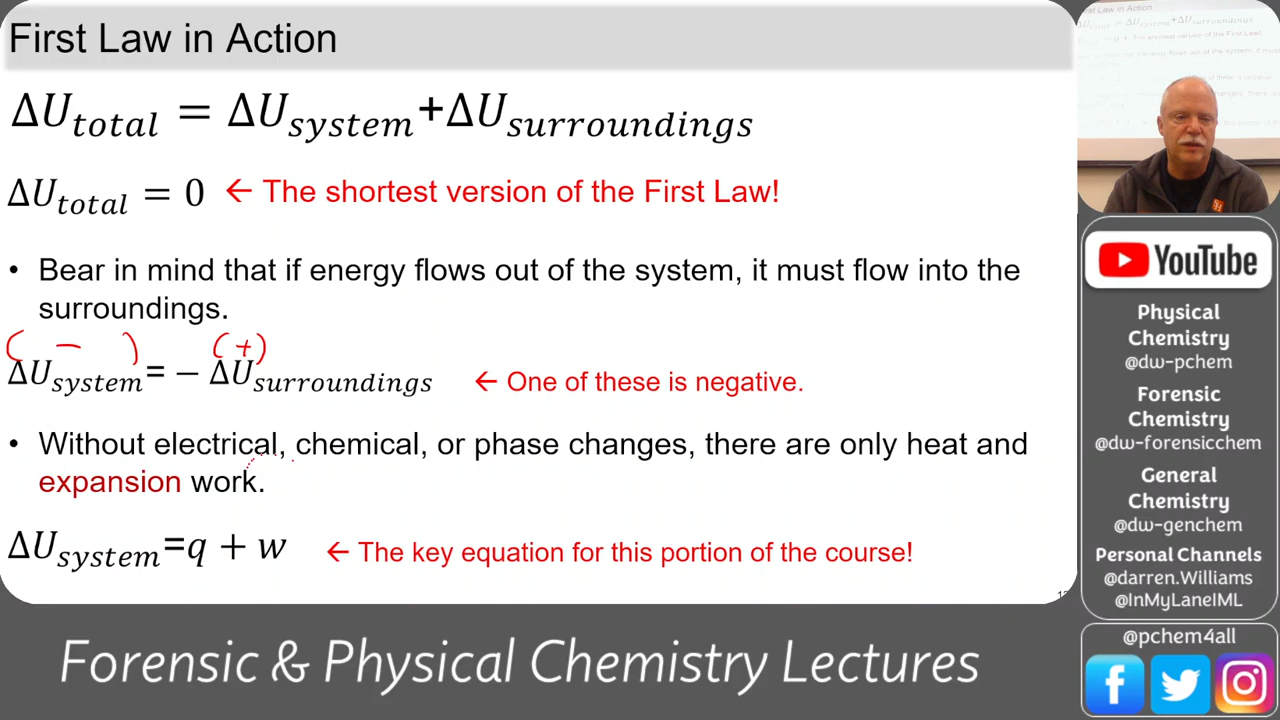 First Law in Action
ΔU_total = ΔU_system+ΔU_surroundings
ΔU_total = 0 ← The shortest version of the First Law!
• Bear in mind that if energy flows out of the system, it must flow into the
surroundings.
( − ) (+)
ΔU_system= − ΔU_surroundings ← One of these is negative.
• Without electrical, chemical, or phase changes, there are only heat and
expansion work.
ΔU_system=q + w ← The key equation for this portion of the course!
Forensic & Physical Chemistry Lectures
YouTube
Physical
Chemistry
@dw-pchem
Forensic
Chemistry
@dw-forensicchem
General
Chemistry
@dw-genchem
Personal Channels
@darren.Williams
@InMyLaneIML
@pchem4all